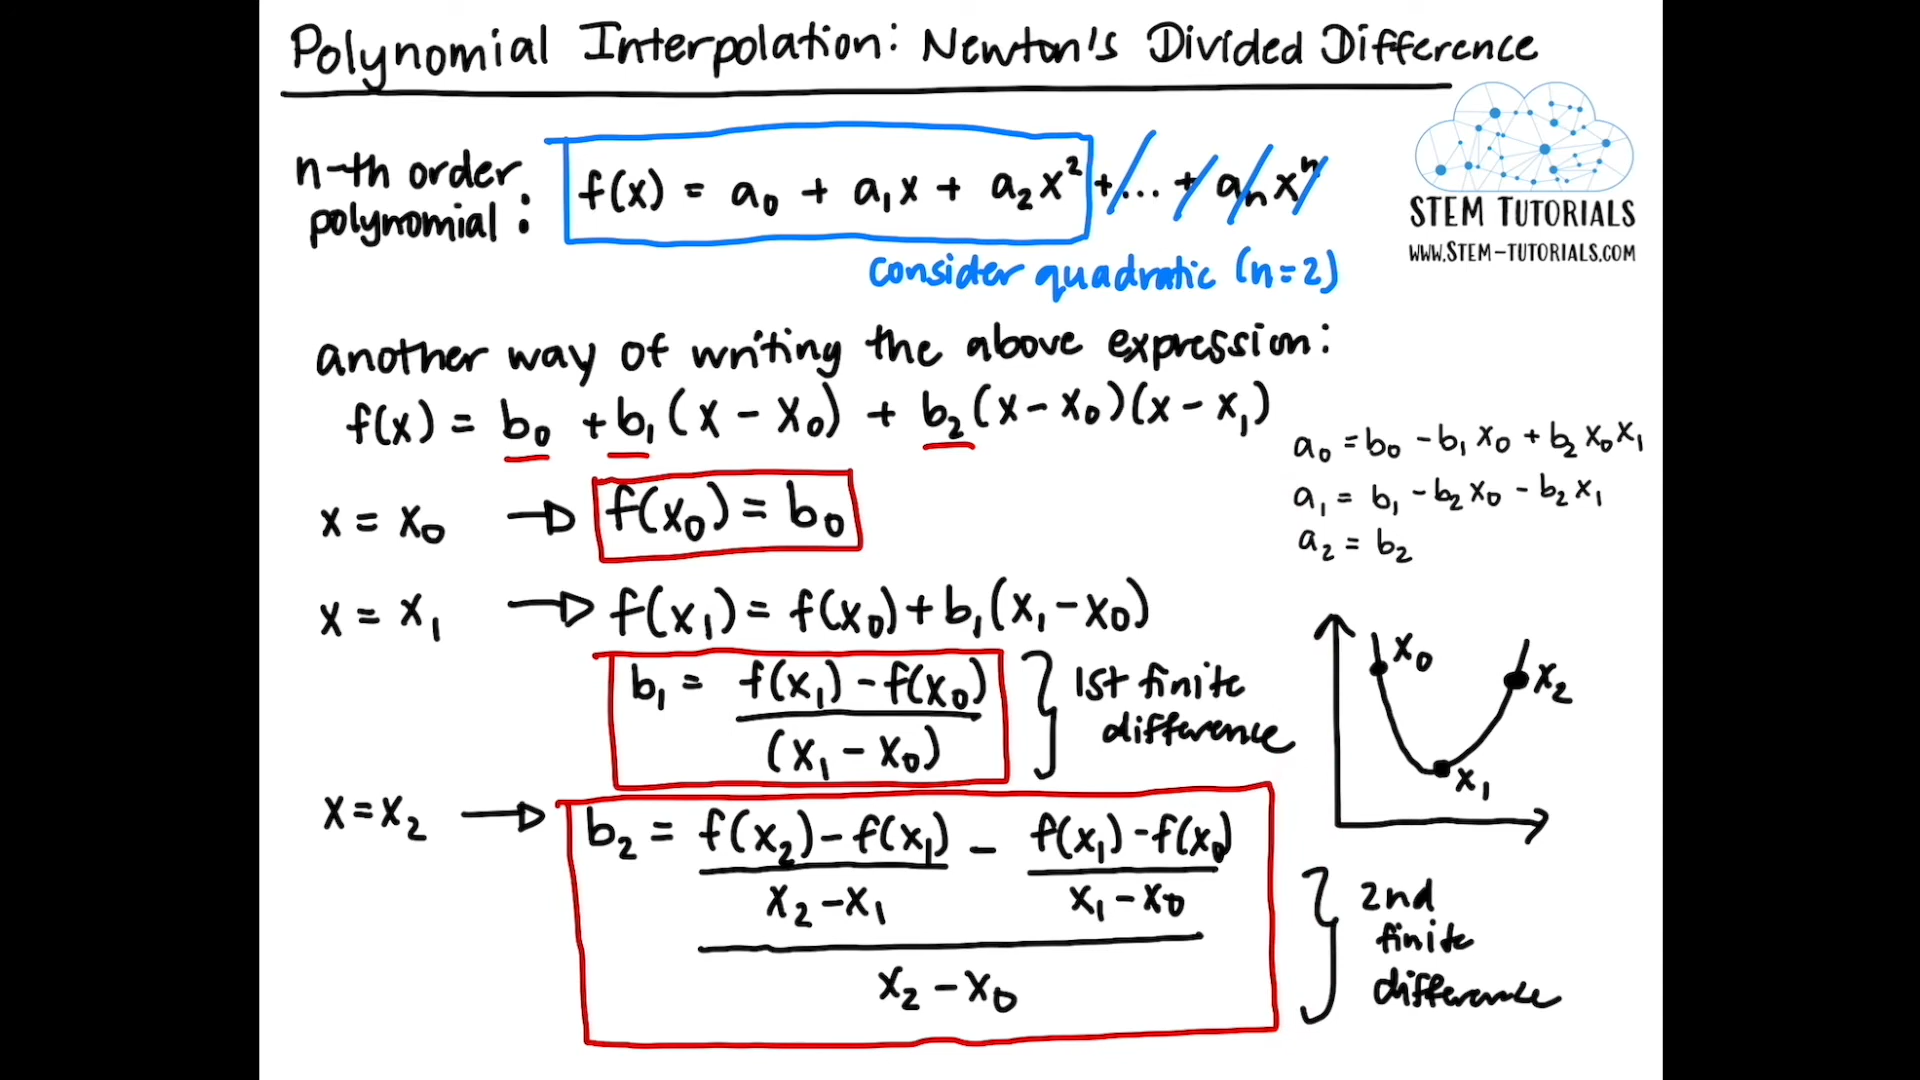 Polynomial Interpolation: Newton's Divided Difference
n-th order polynomial: f(x) = a₀ + a₁x + a₂x² + ... + aₙxⁿ
STEM TUTORIALS
WWW.STEM-TUTORIALS.COM
consider quadratic (n=2)
another way of writing the above expression:
f(x) = b₀ + b₁(x - x₀) + b₂(x - x₀)(x - x₁)
a₀ = b₀ - b₁x₀ + b₂x₀x₁
a₁ = b₁ - b₂x₀ - b₂x₁
a₂ = b₂
x = x₀ → f(x₀) = b₀
x = x₁ → f(x₁) = f(x₀) + b₁(x₁ - x₀)
b₁ = f(x₁) - f(x₀) } 1st finite
(x₁ - x₀) difference
x₀
x₂
x₁
x = x₂ → b₂ = f(x₂) - f(x₁) - f(x₁) - f(x₀)
x₂ - x₁ x₁ - x₀
x₂ - x₀
2nd
finite
difference